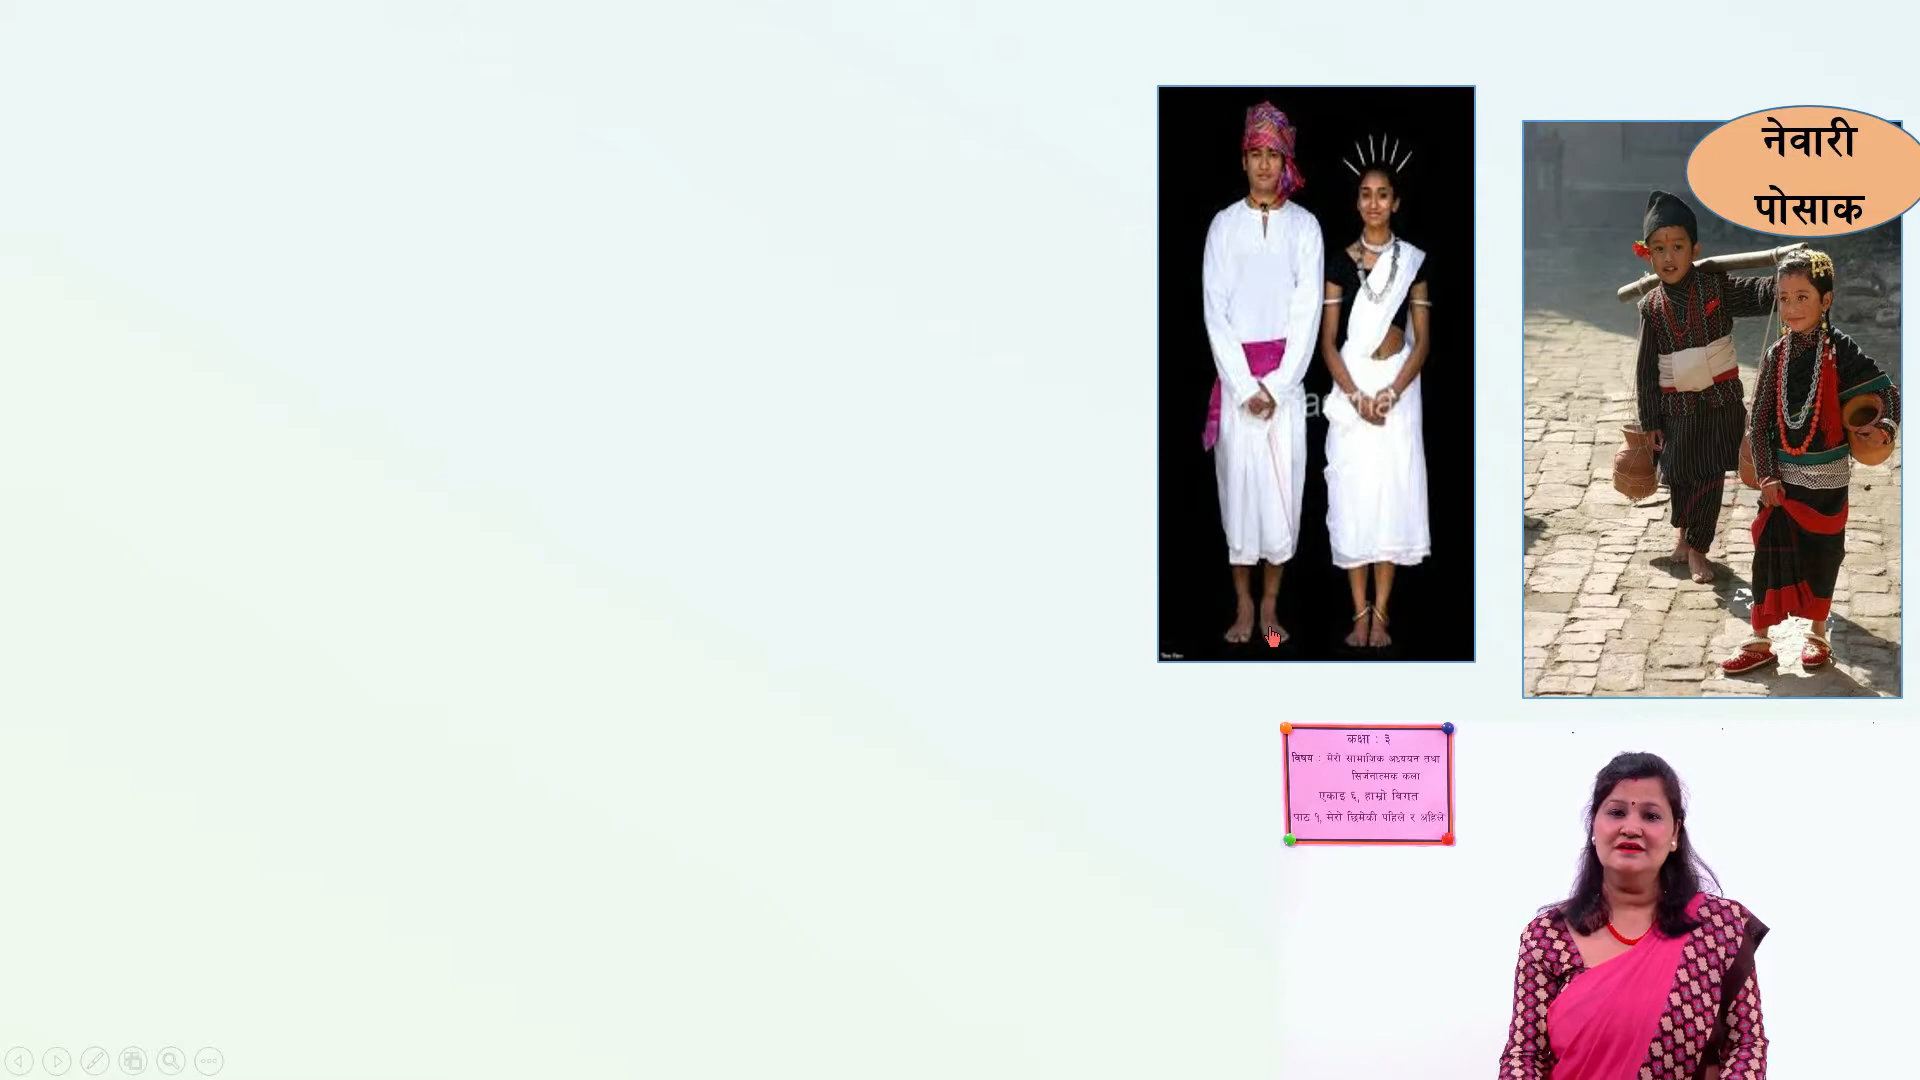 नेवारी
पोसाक
कक्षा : ३
विषय : मेरो सामाजिक अध्ययन तथा
सिर्जनात्मक कला
एकाइ ६, हाम्रो विगत
पाठ १, मेरो छिमेकी पहिले र अहिले